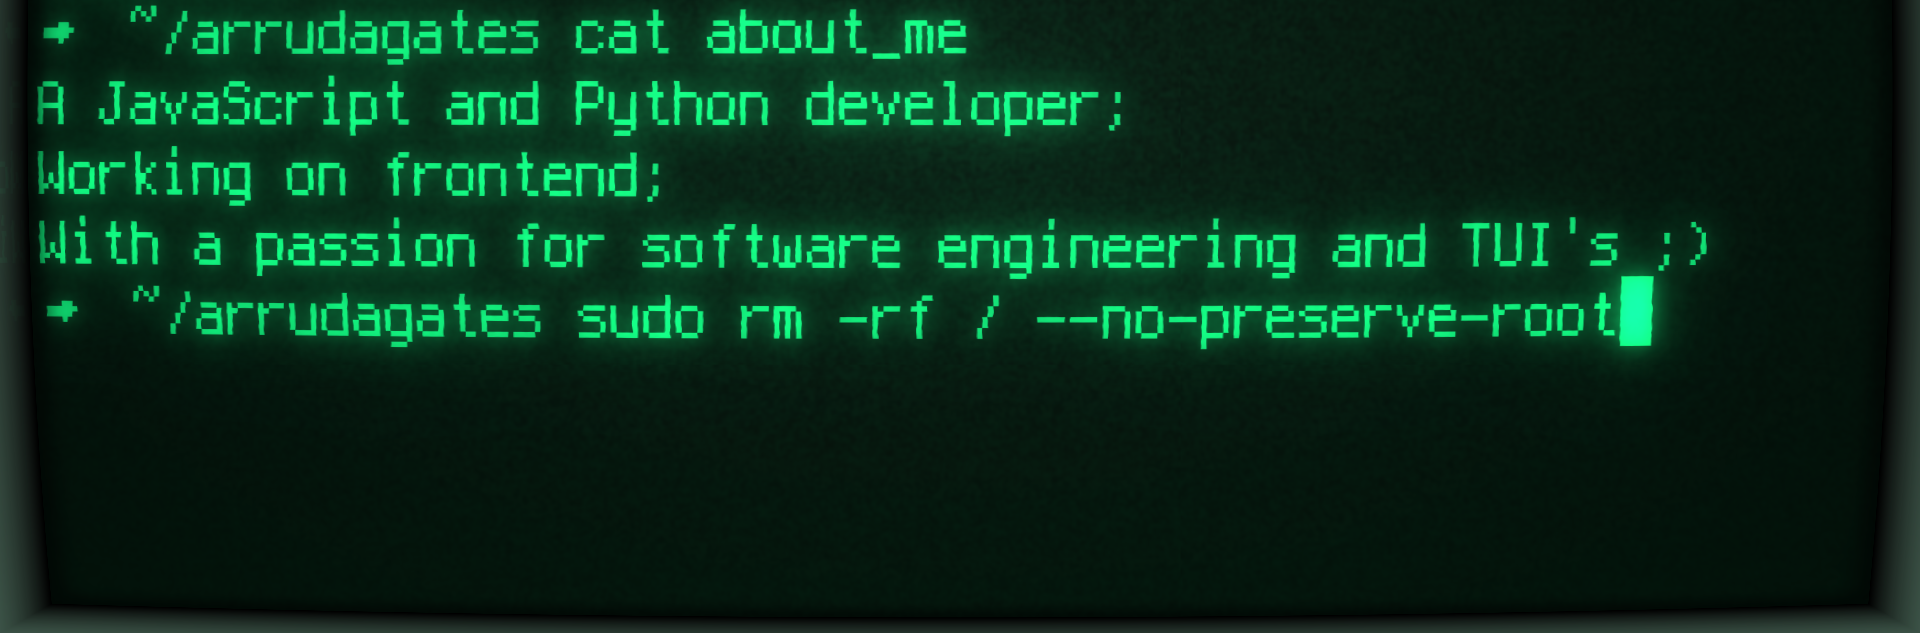 ➜ ~/arrudagates cat about_me
A JavaScript and Python developer;
Working on frontend;
With a passion for software engineering and TUI's ;)
➜ ~/arrudagates sudo rm -rf / --no-preserve-root